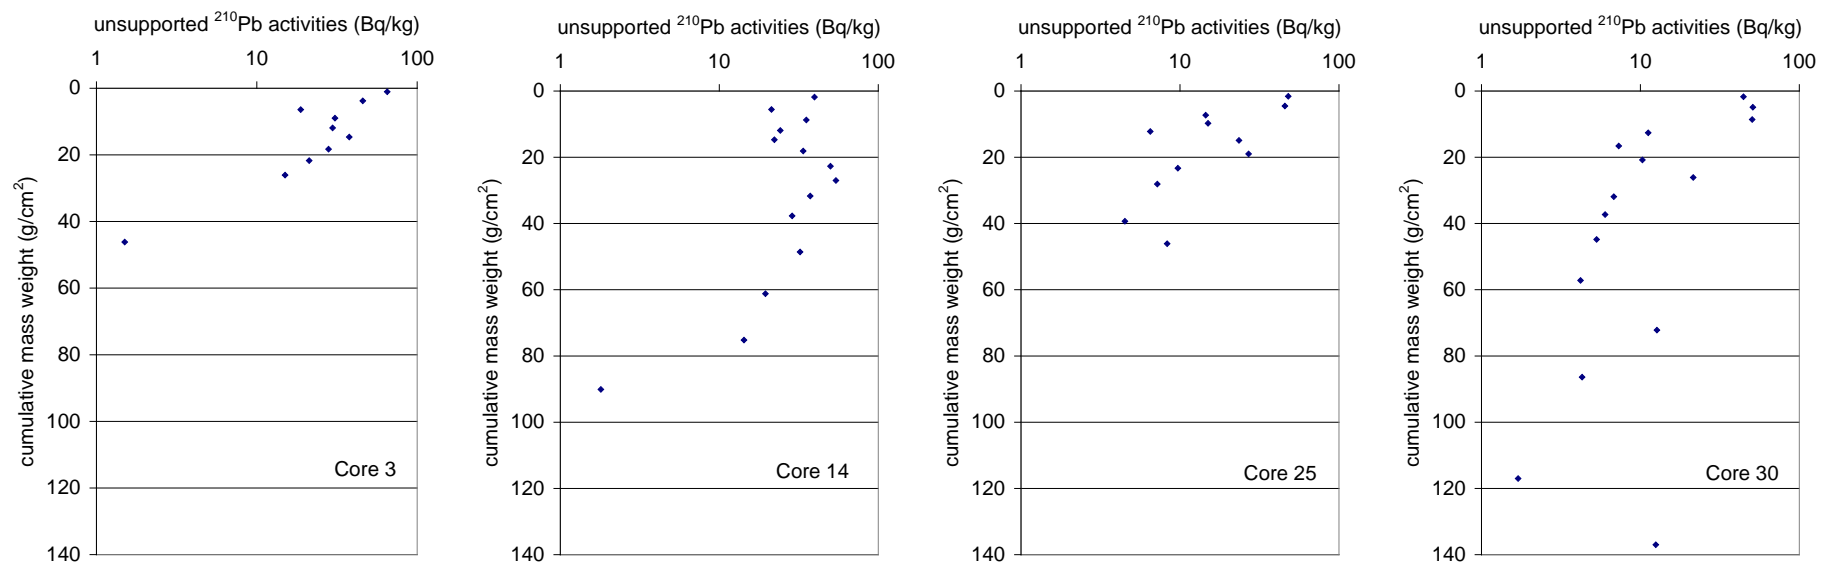 unsupported ²¹⁰Pb activities (Bq/kg)
1 10 100
0
20
40
60
80
100
120
140
cumulative mass weight (g/cm²)
Core 3
unsupported ²¹⁰Pb activities (Bq/kg)
1 10 100
0
20
40
60
80
100
120
140
cumulative mass weight (g/cm²)
Core 14
unsupported ²¹⁰Pb activities (Bq/kg)
1 10 100
0
20
40
60
80
100
120
140
cumulative mass weight (g/cm²)
Core 25
unsupported ²¹⁰Pb activities (Bq/kg)
1 10 100
0
20
40
60
80
100
120
140
cumulative mass weight (g/cm²)
Core 30